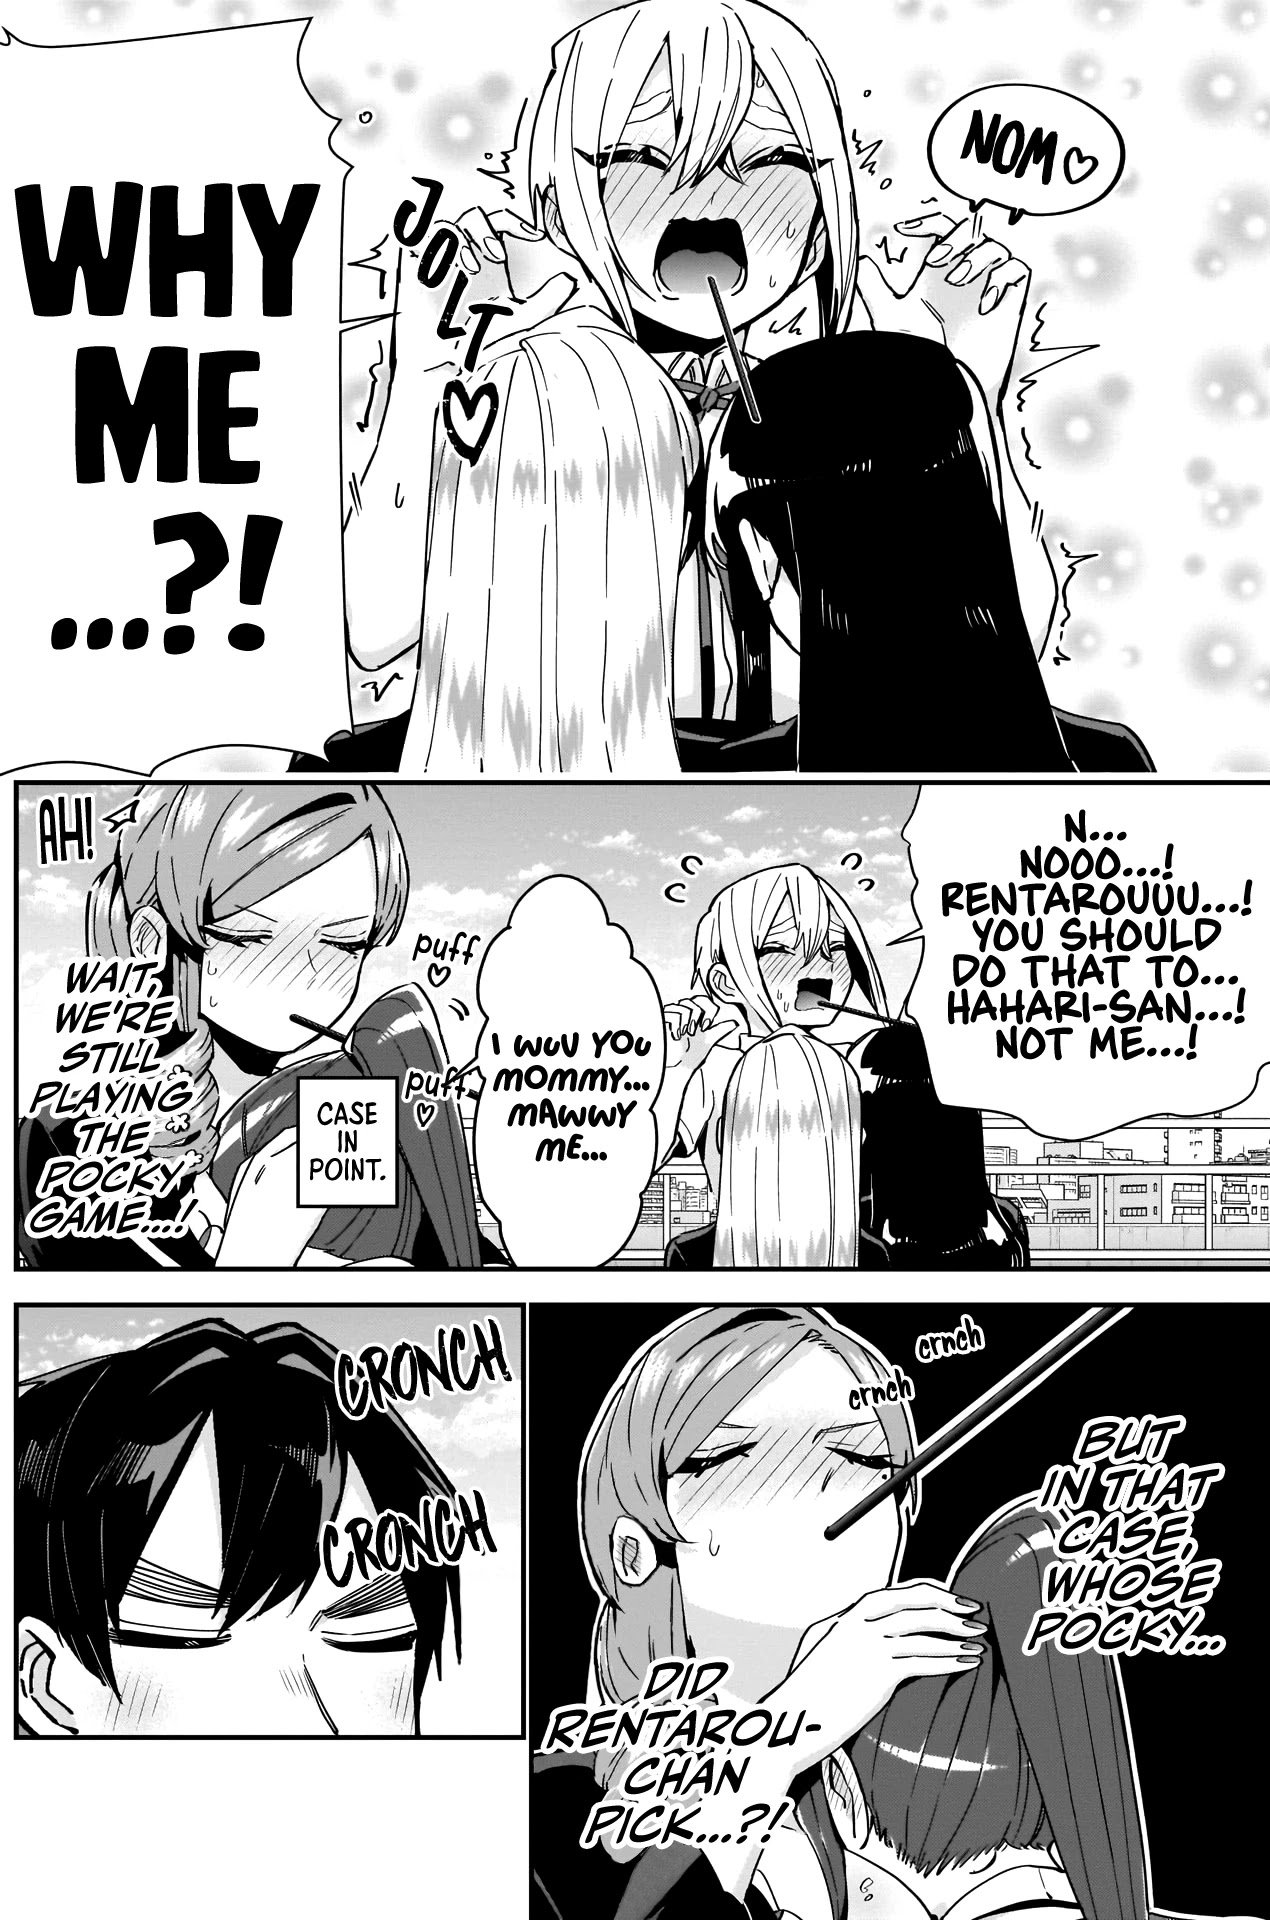 NOM♡
JOLT
♡
WHY
ME
...?!
N...
NOOO...!
RENTAROUUU...!
YOU SHOULD
DO THAT TO...
HAHARI-SAN...!
NOT ME...!
I WUV YOU
MOMMY...
MAWWY
ME...
puff
♡
puff
♡
CASE
IN
POINT.
AH!
WAIT,
WE'RE
STILL
PLAYING
THE
POCKY
GAME...!
crnch
crnch
BUT
IN THAT
CASE,
WHOSE
POCKY...
DID
RENTAROU-
CHAN
PICK...?!
CRONCH
CRONCH